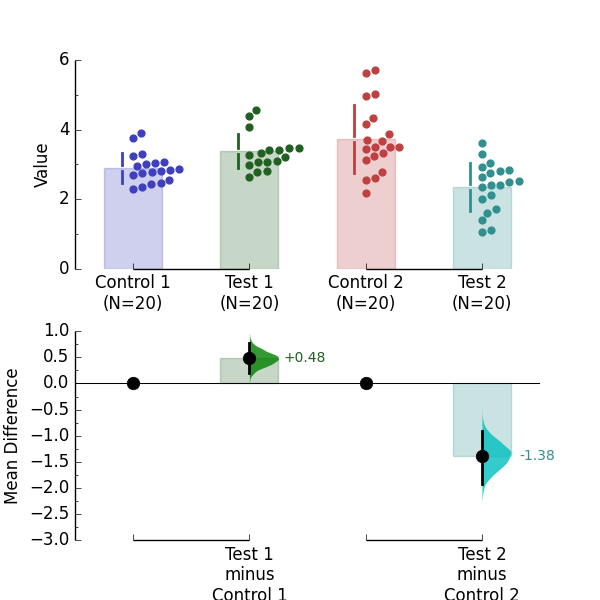 6
4
2
0
Value
Control 1
(N=20)
Test 1
(N=20)
Control 2
(N=20)
Test 2
(N=20)
1.0
0.5
0.0
−0.5
−1.0
−1.5
−2.0
−2.5
−3.0
Mean Difference
+0.48
-1.38
Test 1
minus
Control 1
Test 2
minus
Control 2